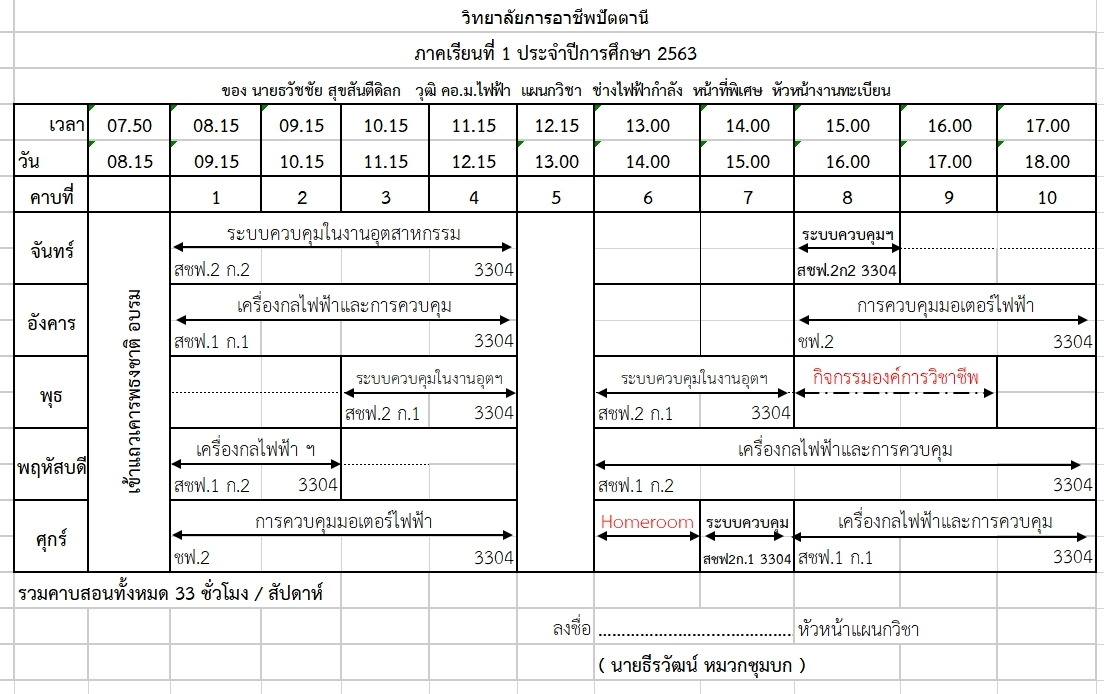 วิทยาลัยการอาชีพปัตตานี
ภาคเรียนที่ 1 ประจำปีการศึกษา 2563
ของ นายธวัชชัย สุขสันตืดิลก วุฒิ คอ.ม.ไฟฟ้า แผนกวิชา ช่างไฟฟ้ากำลัง หน้าที่พิเศษ หัวหน้างานทะเบียน
เวลา 07.50 08.15 09.15 10.15 11.15 12.15 13.00 14.00 15.00 16.00 17.00
วัน 08.15 09.15 10.15 11.15 12.15 13.00 14.00 15.00 16.00 17.00 18.00
คาบที่ 1 2 3 4 5 6 7 8 9 10
เข้าแถวเคารพธงชาติ อบรม
จันทร์ ระบบควบคุมในงานอุตสาหกรรม ระบบควบคุมฯ
สชฟ.2 ก.2 3304 สชฟ.2ก2 3304
อังคาร เครื่องกลไฟฟ้าและการควบคุม การควบคุมมอเตอร์ไฟฟ้า
สชฟ.1 ก.1 3304 ชฟ.2 3304
พุธ ระบบควบคุมในงานอุตฯ ระบบควบคุมในงานอุตฯ กิจกรรมองค์การวิชาชีพ
สชฟ.2 ก.1 3304 สชฟ.2 ก.1 3304
พฤหัสบดี เครื่องกลไฟฟ้า ฯ เครื่องกลไฟฟ้าและการควบคุม
สชฟ.1 ก.2 3304 สชฟ.1 ก.2 3304
ศุกร์ การควบคุมมอเตอร์ไฟฟ้า Homeroom ระบบควบคุม เครื่องกลไฟฟ้าและการควบคุม
ชฟ.2 3304 สชฟ2ก.1 3304 สชฟ.1 ก.1 3304
รวมคาบสอนทั้งหมด 33 ชั่วโมง / สัปดาห์
ลงชื่อ ........................................... หัวหน้าแผนกวิชา
( นายธีรวัฒน์ หมวกชุมบก )